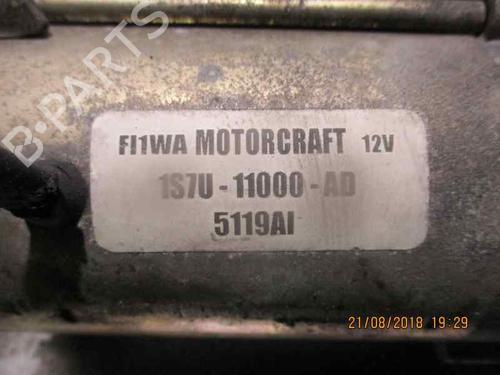 B-PARTS
FI1WA MOTORCRAFT 12V
1S7U - 11000 - AD
5119AI
21/08/2018 19:29